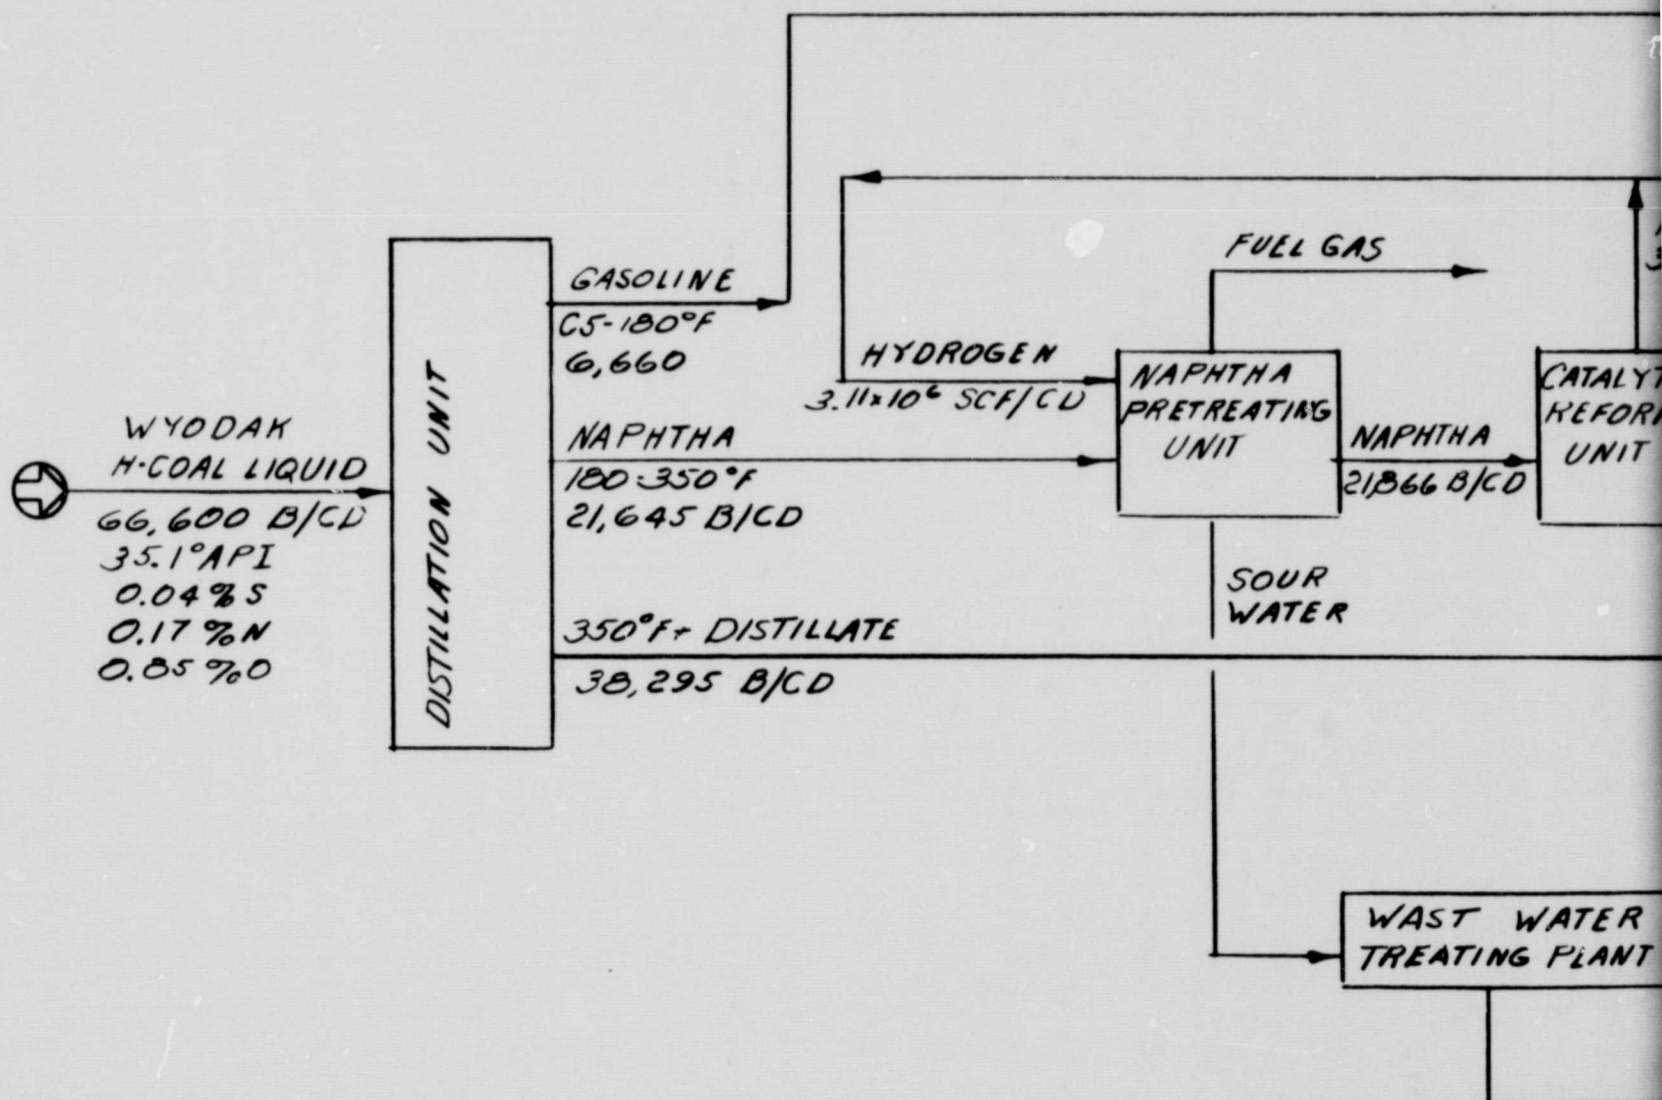 FUEL GAS
GASOLINE
C5-180°F
6,660
HYDROGEN
3.11x10⁶ SCF/CD
NAPHTHA
PRETREATING
UNIT
CATALYT
REFOR
UNIT
WYODAK
H-COAL LIQUID
66,600 B/CD
35.1°API
0.04%S
0.17%N
0.85%O
DISTILLATION UNIT
NAPHTHA
180-350°F
21,645 B/CD
NAPHTHA
21,866 B/CD
SOUR
WATER
350°F+ DISTILLATE
38,295 B/CD
WAST WATER
TREATING PLANT